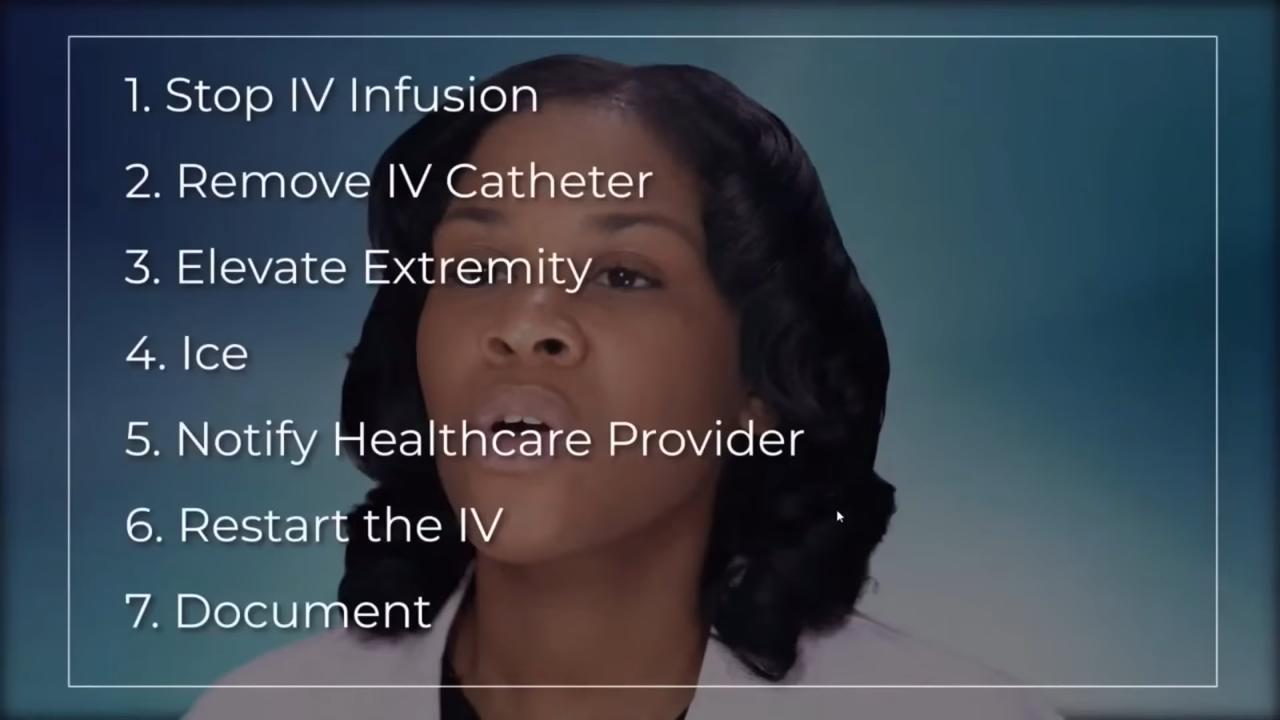 1. Stop IV Infusion
2. Remove IV Catheter
3. Elevate Extremity
4. Ice
5. Notify Healthcare Provider
6. Restart the IV
7. Document